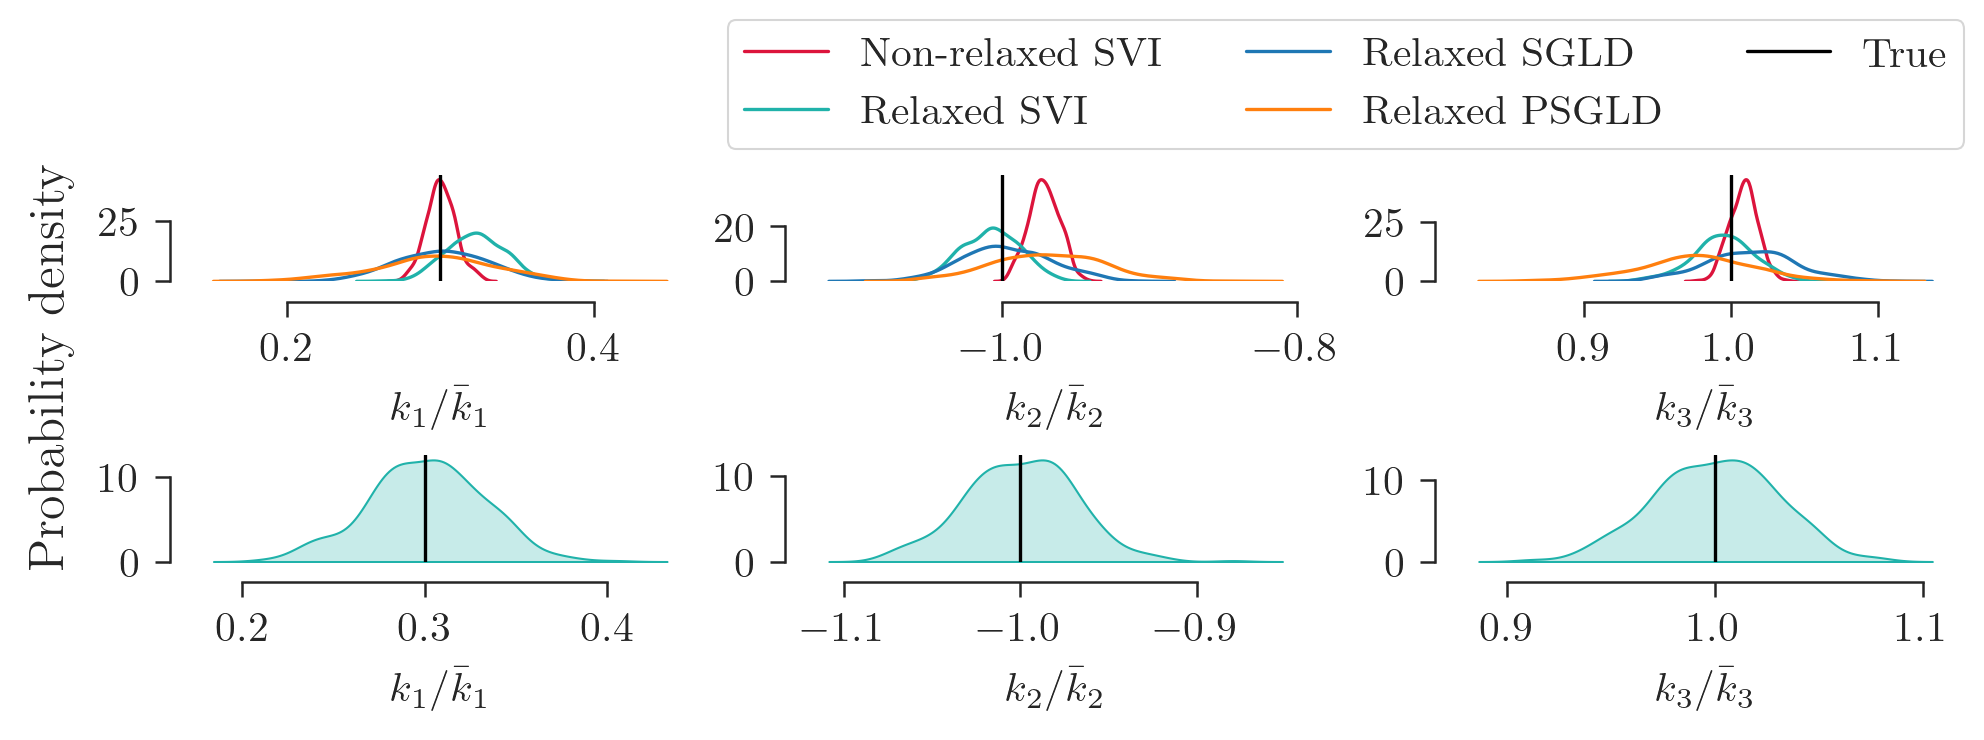 Non-relaxed SVI Relaxed SGLD True
Relaxed SVI Relaxed PSGLD
Probability density
25
0
0.2 0.4
k₁/k̄₁
20
0
−1.0 −0.8
k₂/k̄₂
25
0
0.9 1.0 1.1
k₃/k̄₃
10
0
0.2 0.3 0.4
k₁/k̄₁
10
0
−1.1 −1.0 −0.9
k₂/k̄₂
10
0
0.9 1.0 1.1
k₃/k̄₃